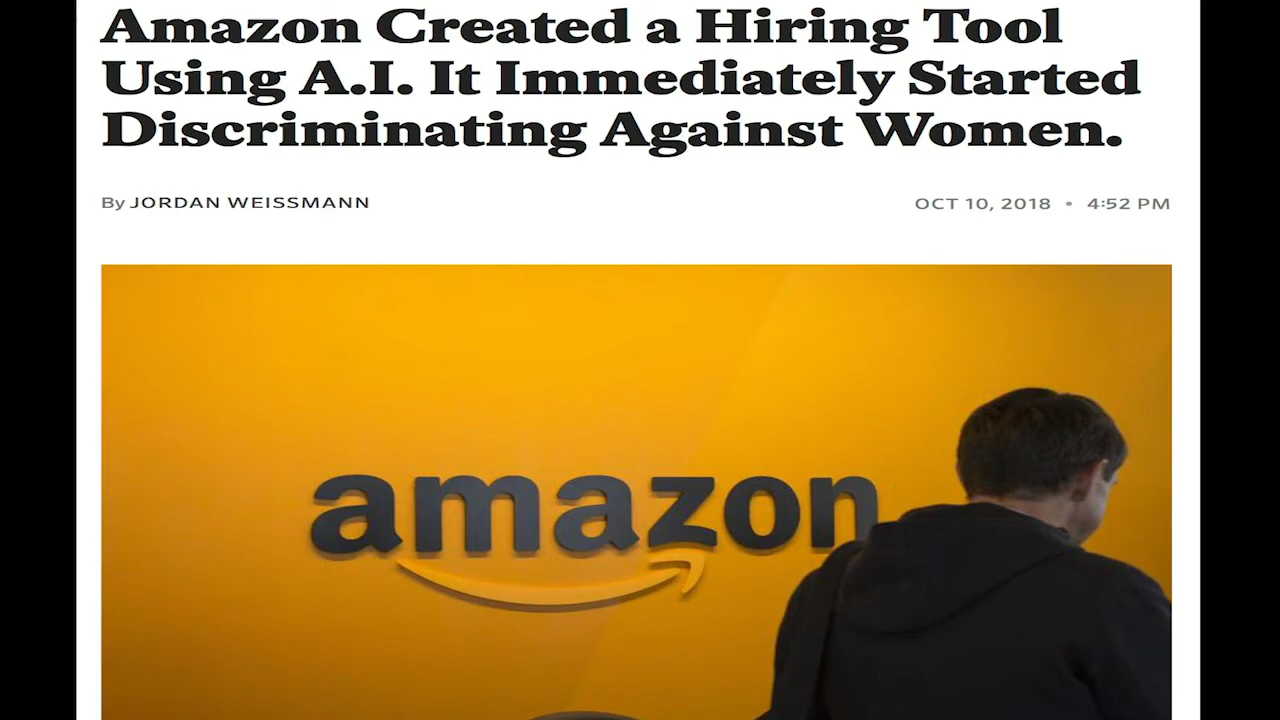 Amazon Created a Hiring Tool
Using A.I. It Immediately Started
Discriminating Against Women.
By JORDAN WEISSMANN
OCT 10, 2018 • 4:52 PM
amazon